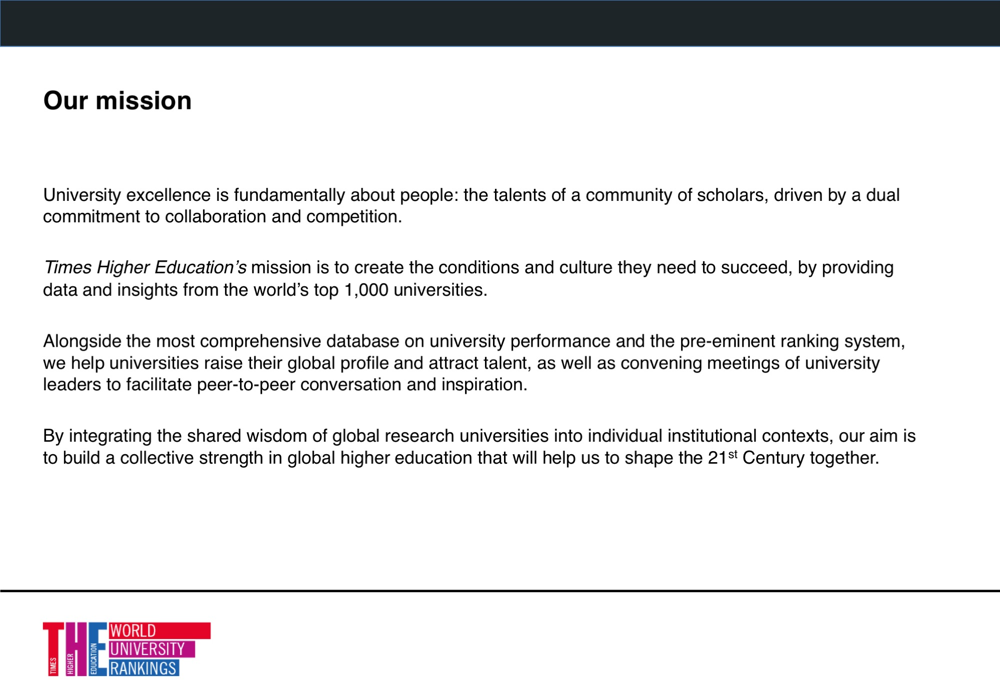 Our mission
University excellence is fundamentally about people: the talents of a community of scholars, driven by a dual
commitment to collaboration and competition.
Times Higher Education’s mission is to create the conditions and culture they need to succeed, by providing
data and insights from the world’s top 1,000 universities.
Alongside the most comprehensive database on university performance and the pre-eminent ranking system,
we help universities raise their global profile and attract talent, as well as convening meetings of university
leaders to facilitate peer-to-peer conversation and inspiration.
By integrating the shared wisdom of global research universities into individual institutional contexts, our aim is
to build a collective strength in global higher education that will help us to shape the 21st Century together.
THE
TIMES
HIGHER
EDUCATION
WORLD
UNIVERSITY
RANKINGS